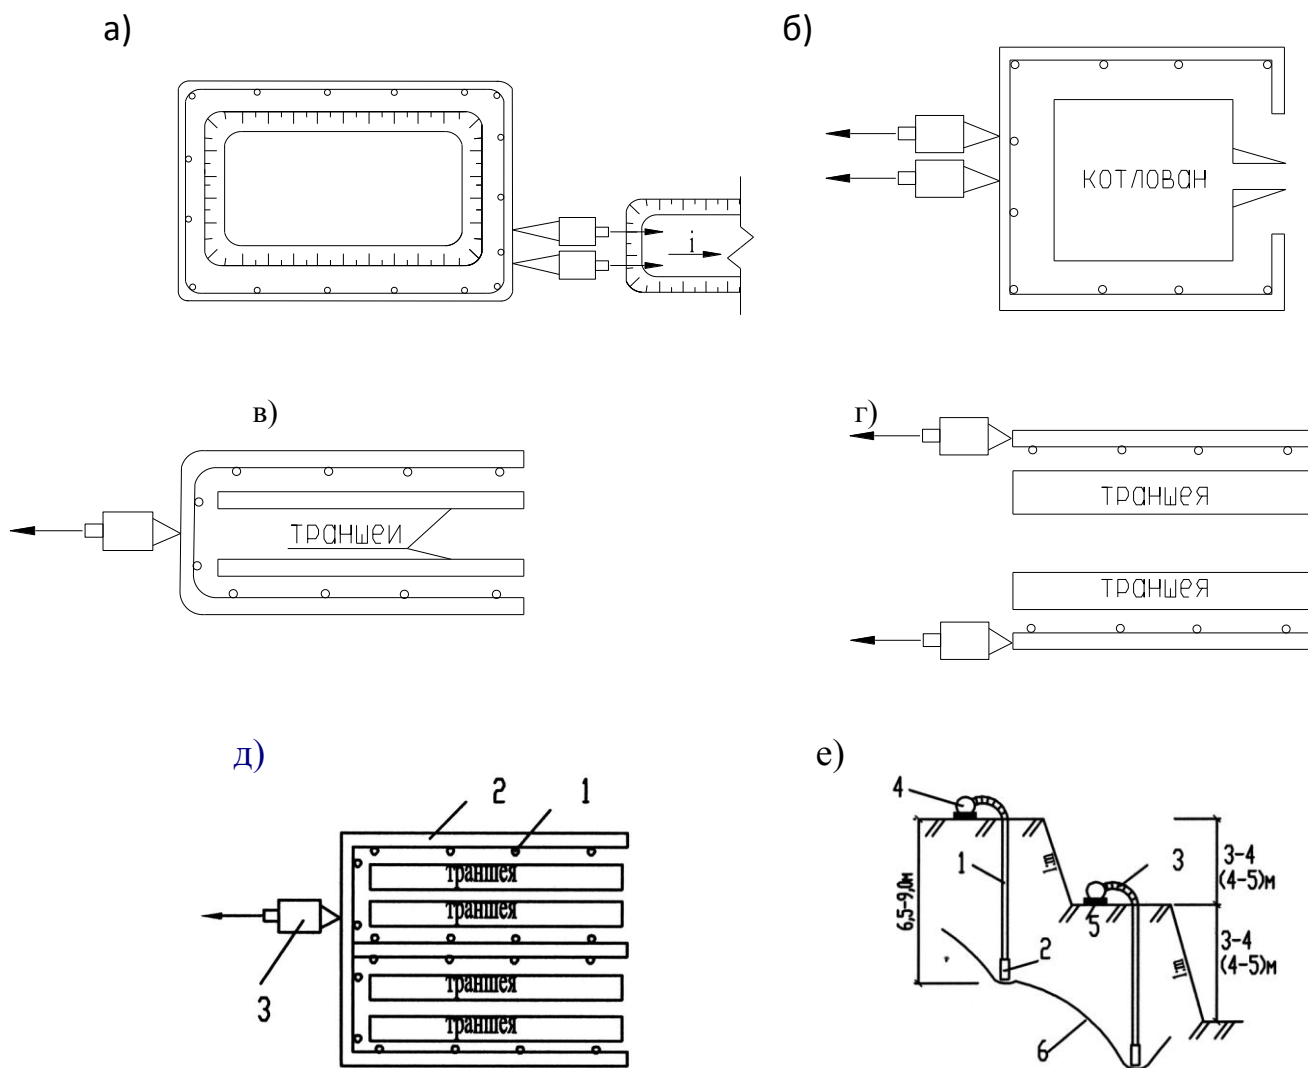 а)
б)
i
КОТЛОВАН
в)
г)
траншеи
траншея
траншея
д)
е)
2
1
траншея
траншея
траншея
траншея
3
4
1
2
3
5
6
6,5-9,0м
1:m
1:m
3-4
(4-5)м
3-4
(4-5)м